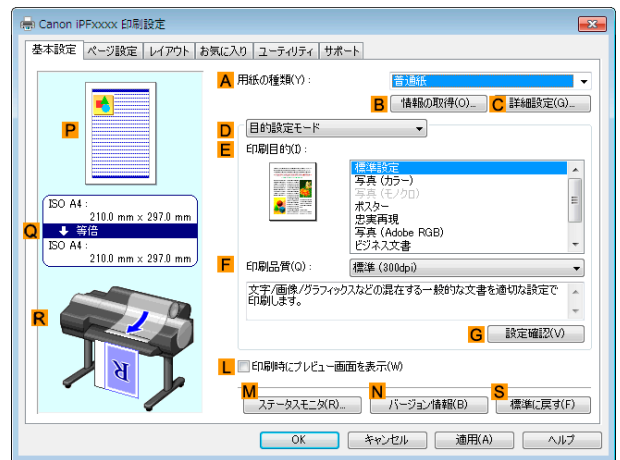 Canon iPFxxxx 印刷設定
基本設定 ページ設定 レイアウト お気に入り ユーティリティ サポート
A 用紙の種類(Y): 普通紙
B 情報の取得(O)... C 詳細設定(G)...
P
D 目的設定モード
E 印刷目的(I):
標準設定
写真 (カラー)
写真 (モノクロ)
ポスター
忠実再現
写真 (Adobe RGB)
ビジネス文書
ISO A4 :
210.0 mm x 297.0 mm
Q 等倍
ISO A4 :
210.0 mm x 297.0 mm
F 印刷品質(Q): 標準 (300dpi)
文字/画像/グラフィックスなどの混在する一般的な文書を適切な設定で
印刷します。
R
R
G 設定確認(V)
L 印刷時にプレビュー画面を表示(W)
M ステータスモニタ(R)... N バージョン情報(B) S 標準に戻す(F)
OK キャンセル 適用(A) ヘルプ